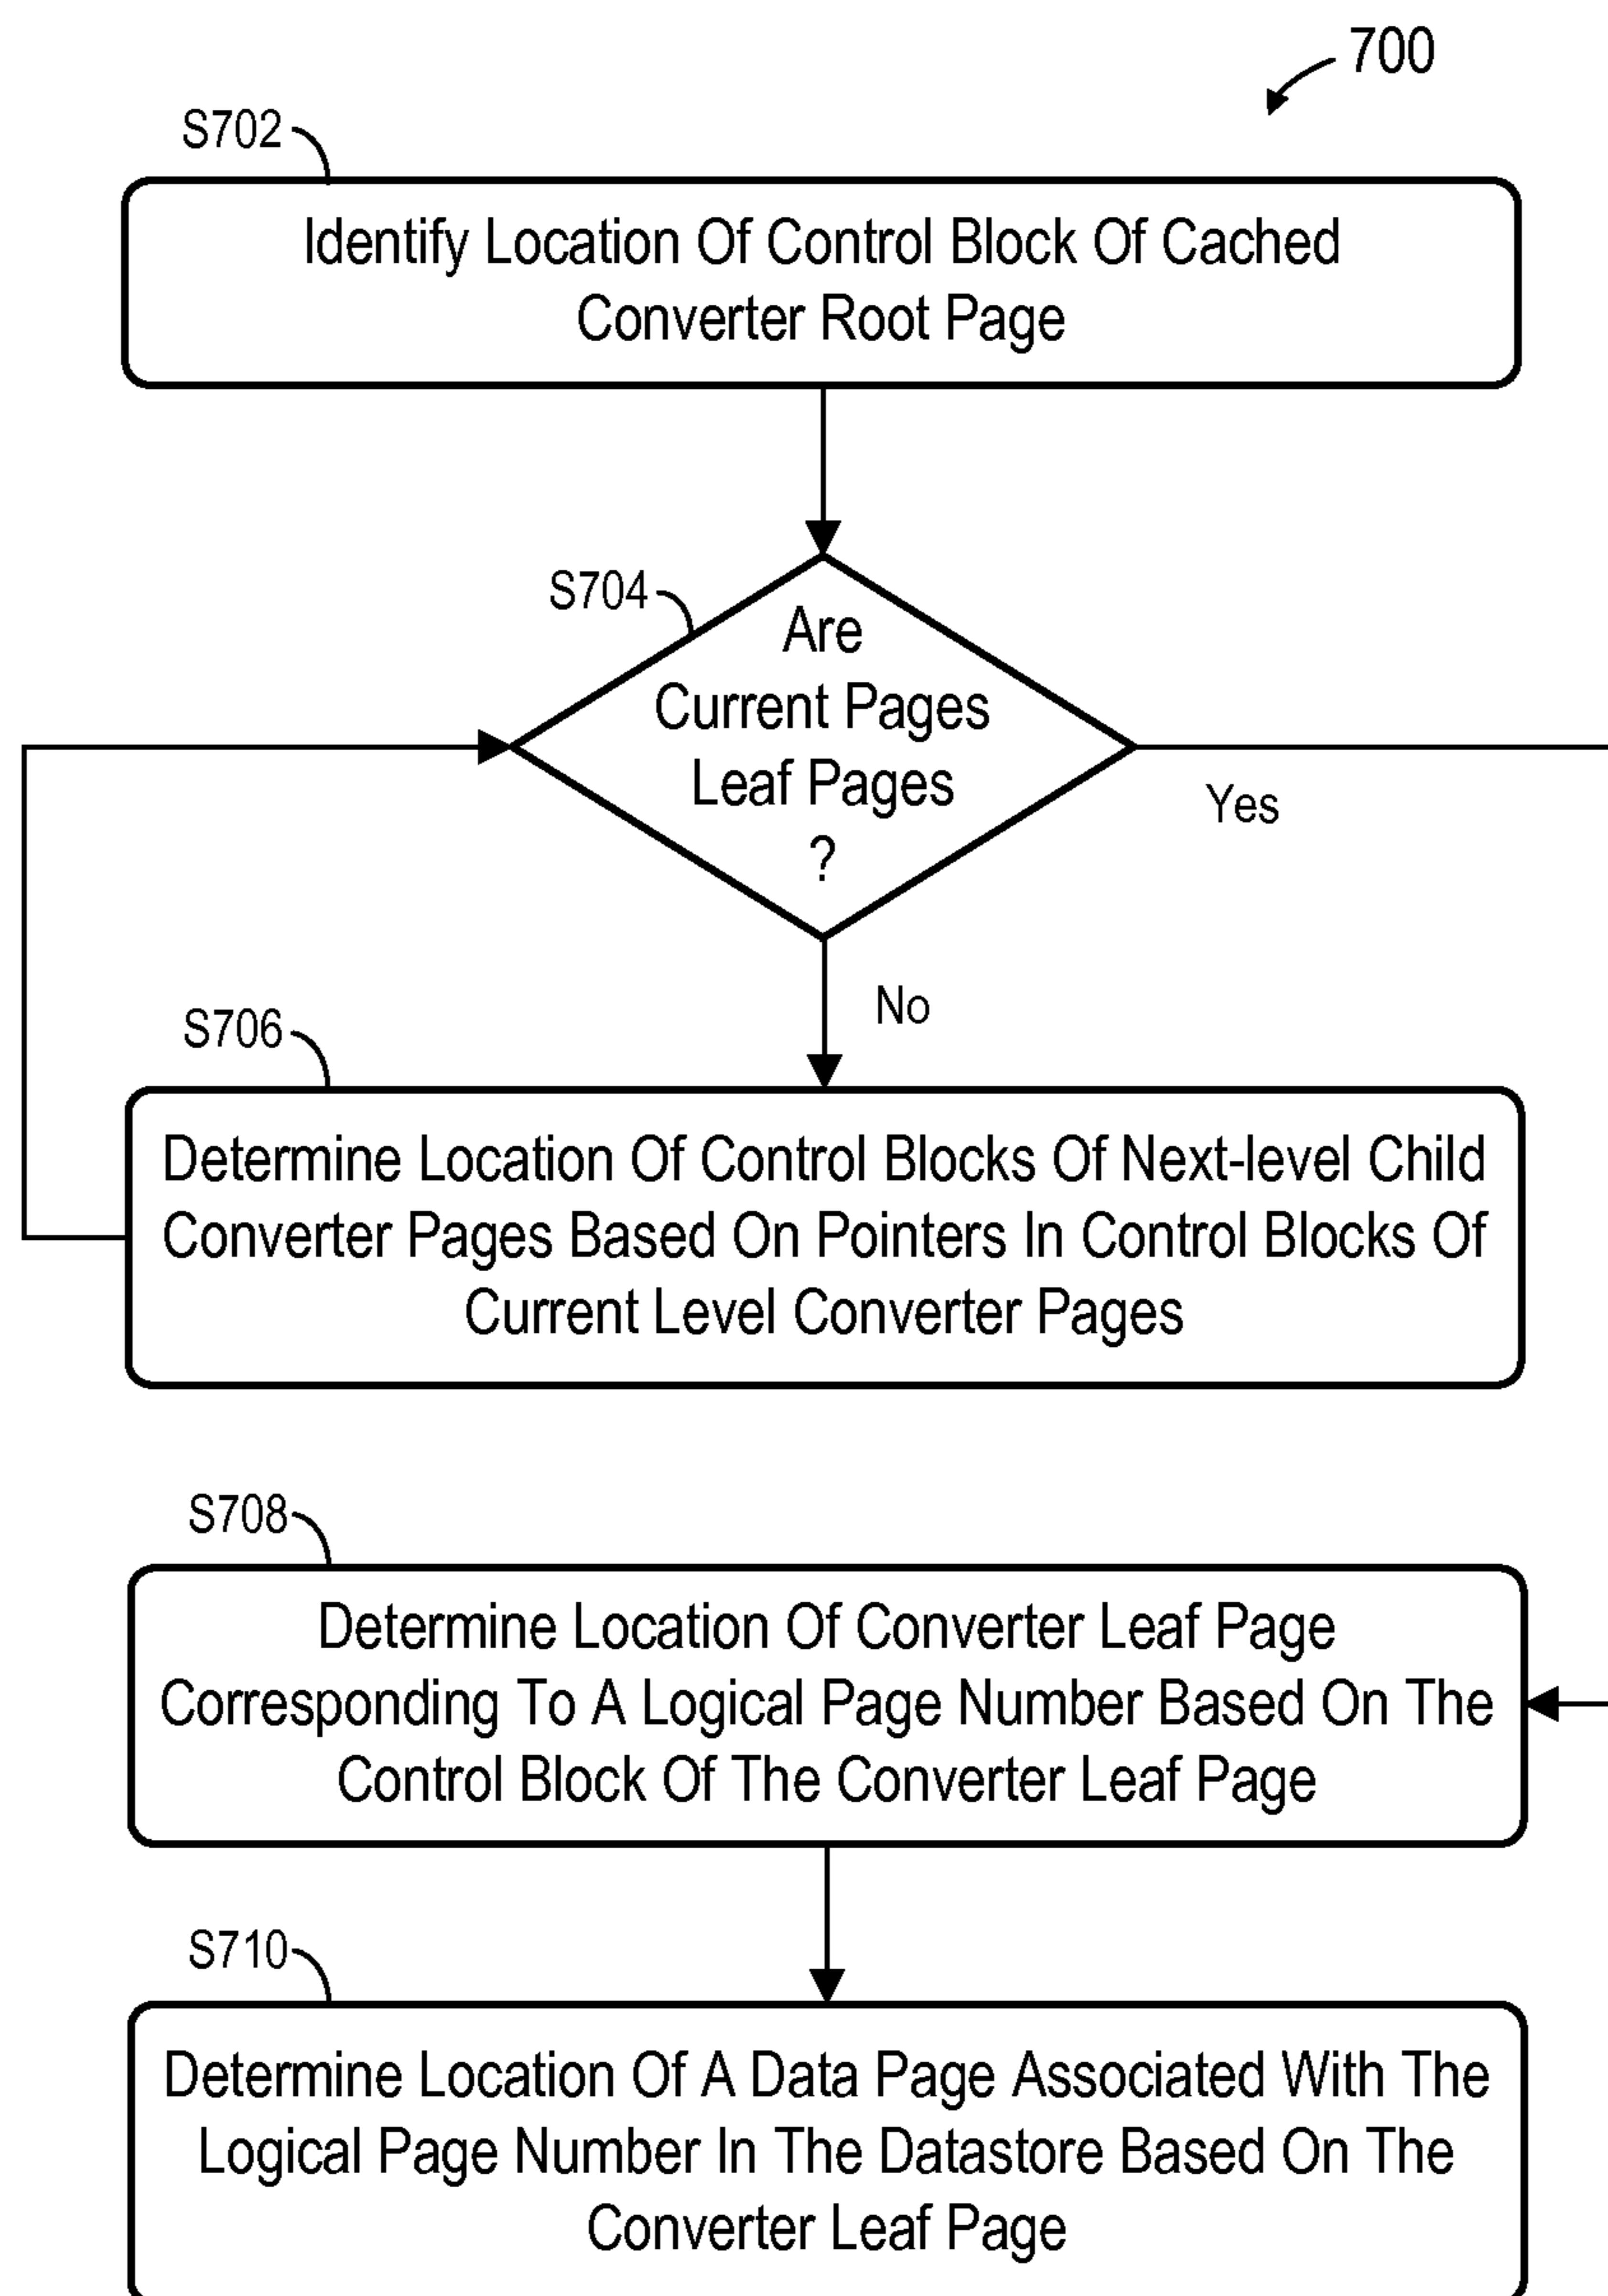 700
S702
Identify Location Of Control Block Of Cached
Converter Root Page
S704
Are
Current Pages
Leaf Pages
?
Yes
No
S706
Determine Location Of Control Blocks Of Next-level Child
Converter Pages Based On Pointers In Control Blocks Of
Current Level Converter Pages
S708
Determine Location Of Converter Leaf Page
Corresponding To A Logical Page Number Based On The
Control Block Of The Converter Leaf Page
S710
Determine Location Of A Data Page Associated With The
Logical Page Number In The Datastore Based On The
Converter Leaf Page